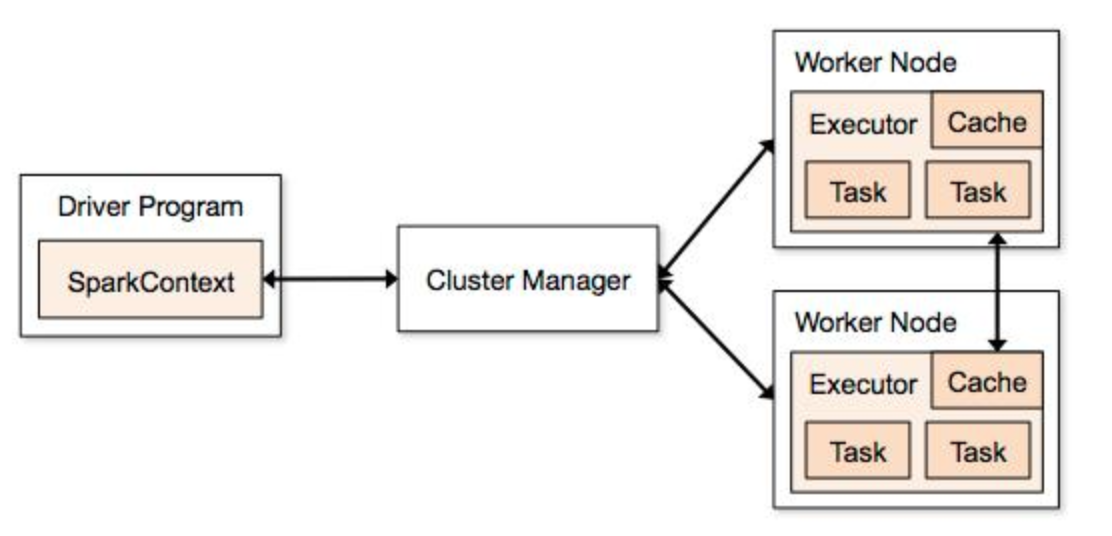 Driver Program
SparkContext
Cluster Manager
Worker Node
Executor
Cache
Task
Task
Worker Node
Executor
Cache
Task
Task